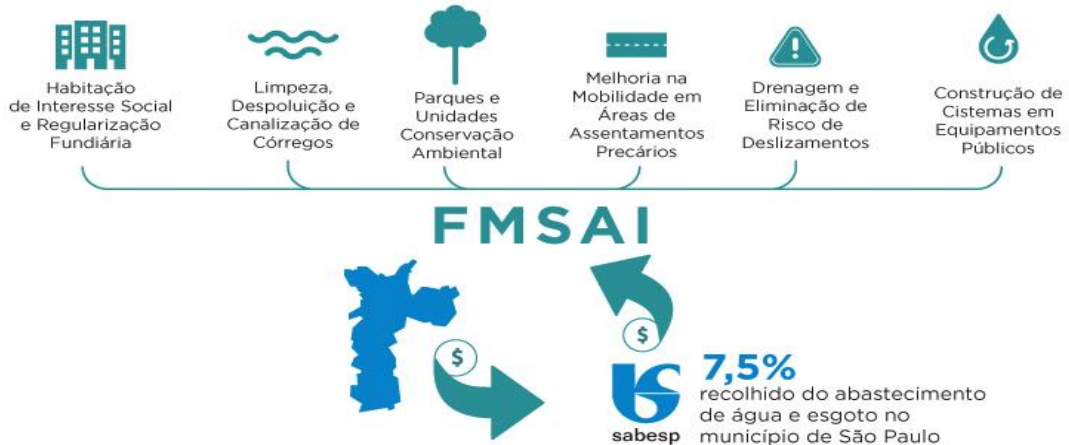 Habitação
de Interesse Social
e Regularização
Fundiária
Limpeza,
Despoluição e
Canalização de
Córregos
Parques e
Unidades
Conservação
Ambiental
Melhoria na
Mobilidade em
Áreas de
Assentamentos
Precários
Drenagem e
Eliminação de
Risco de
Deslizamentos
Construção de
Cistemas em
Equipamentos
Públicos
FMSAI
$
$
sabesp
7,5%
recolhido do abastecimento
de água e esgoto no
município de São Paulo